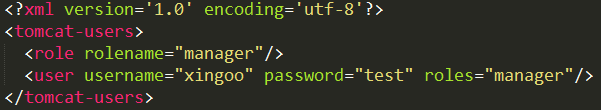 <?xml version='1.0' encoding='utf-8'?>
<tomcat-users>
<role rolename="manager"/>
<user username="xingoo" password="test" roles="manager"/>
</tomcat-users>